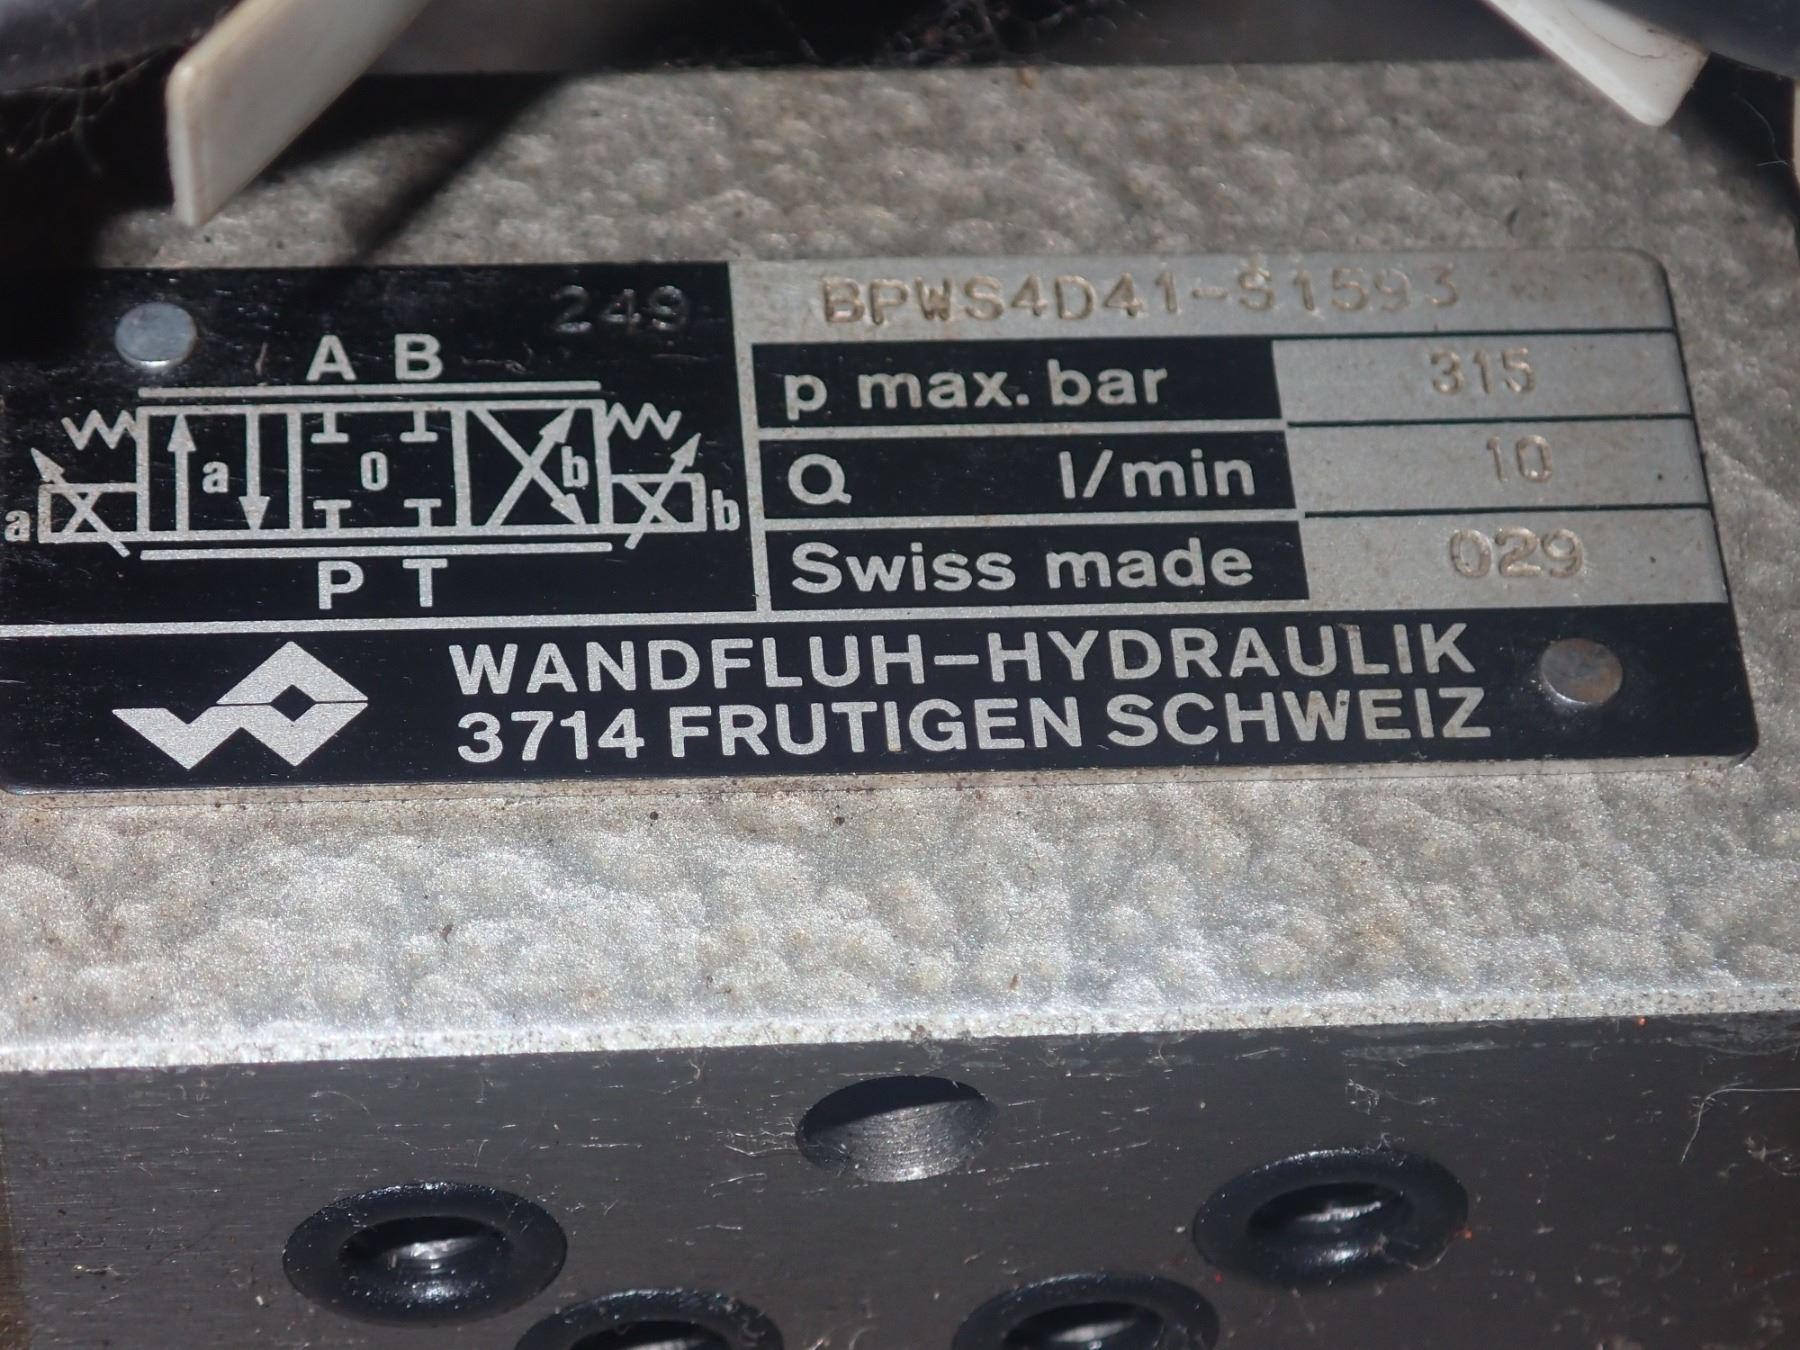 249
A B
a a 0 b b
P T
BPWS4D41-S1593
p max. bar 315
Q l/min 10
Swiss made 029
WANDFLUH-HYDRAULIK
3714 FRUTIGEN SCHWEIZ